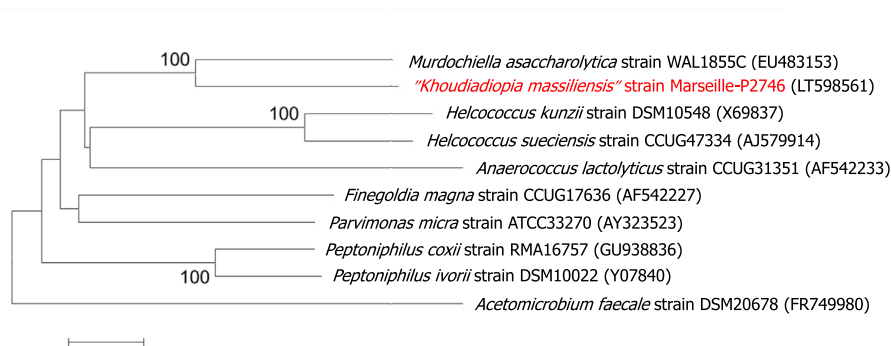 100
Murdochiella asaccharolytica strain WAL1855C (EU483153)
"Khoudiadiopia massiliensis" strain Marseille-P2746 (LT598561)
100
Helcococcus kunzii strain DSM10548 (X69837)
Helcococcus sueciensis strain CCUG47334 (AJ579914)
Anaerococcus lactolyticus strain CCUG31351 (AF542233)
Finegoldia magna strain CCUG17636 (AF542227)
Parvimonas micra strain ATCC33270 (AY323523)
Peptoniphilus coxii strain RMA16757 (GU938836)
100
Peptoniphilus ivorii strain DSM10022 (Y07840)
Acetomicrobium faecale strain DSM20678 (FR749980)